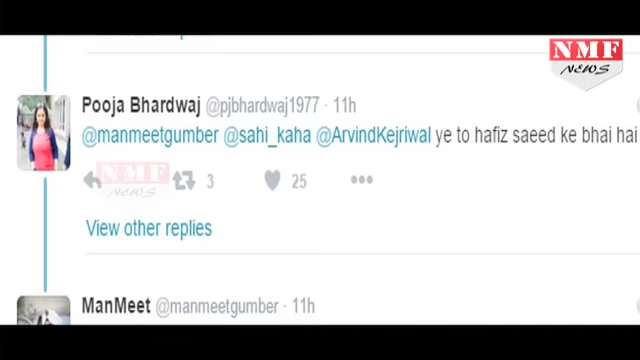 NMF
NEWS
Pooja Bhardwaj @pjbhardwaj1977 · 11h
@manmeetgumber @sahi_kaha @ArvindKejriwal ye to hafiz saeed ke bhai hai
NMF
NEWS
3 25
View other replies
ManMeet @manmeetgumber · 11h